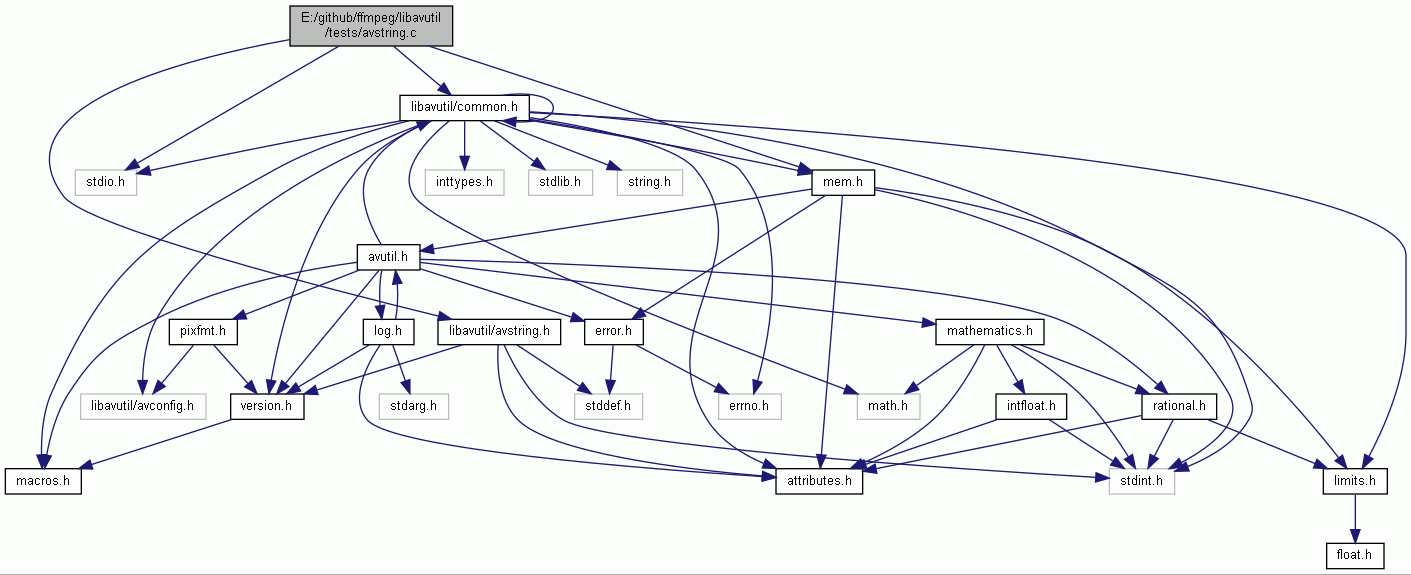 E:/github/ffmpeg/libavutil
/tests/avstring.c
libavutil/common.h
stdio.h
inttypes.h
stdlib.h
string.h
mem.h
avutil.h
pixfmt.h
log.h
libavutil/avstring.h
error.h
mathematics.h
libavutil/avconfig.h
version.h
stdarg.h
stddef.h
errno.h
math.h
intfloat.h
rational.h
macros.h
attributes.h
stdint.h
limits.h
float.h